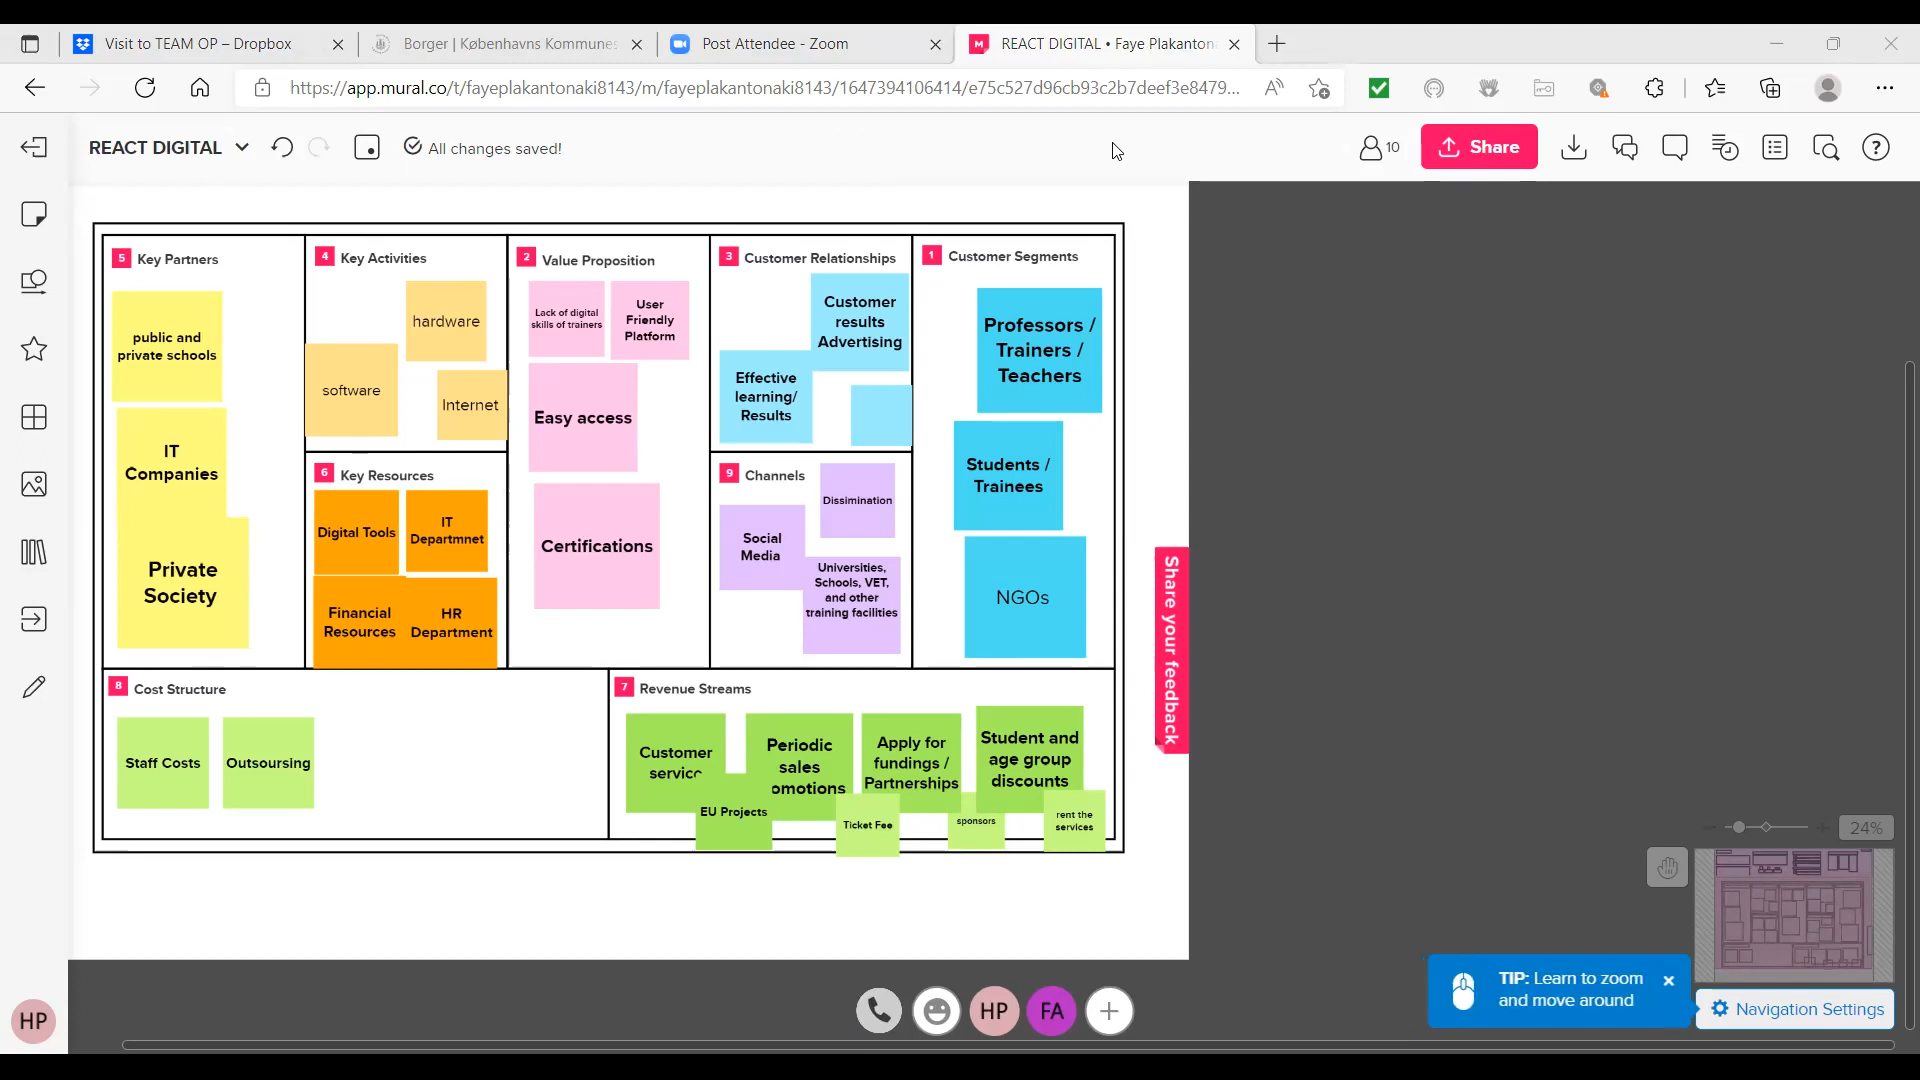 Visit to TEAM OP – Dropbox
Borger | Københavns Kommunes
Post Attendee - Zoom
REACT DIGITAL • Faye Plakanton
https://app.mural.co/t/fayeplakantonaki8143/m/fayeplakantonaki8143/1647394106414/e75c527d96cb93c2b7deef3e8479...
REACT DIGITAL
All changes saved!
10
Share
5 Key Partners
public and
private schools
IT
Companies
Private
Society
4 Key Activities
hardware
software
Internet
6 Key Resources
Digital Tools
IT
Departmnet
Financial
Resources
HR
Department
2 Value Proposition
Lack of digital
skills of trainers
User
Friendly
Platform
Easy access
Certifications
3 Customer Relationships
Customer
results
Advertising
Effective
learning/
Results
9 Channels
Dissimination
Social
Media
Universities,
Schools, VET,
and other
training facilities
1 Customer Segments
Professors /
Trainers /
Teachers
Students /
Trainees
NGOs
8 Cost Structure
Staff Costs
Outsoursing
7 Revenue Streams
Customer
service
EU Projects
Periodic
sales
omotions
Ticket Fee
Apply for
fundings /
Partnerships
sponsors
Student and
age group
discounts
rent the
services
Share your feedback
24%
TIP: Learn to zoom
and move around
Navigation Settings
HP
HP
FA